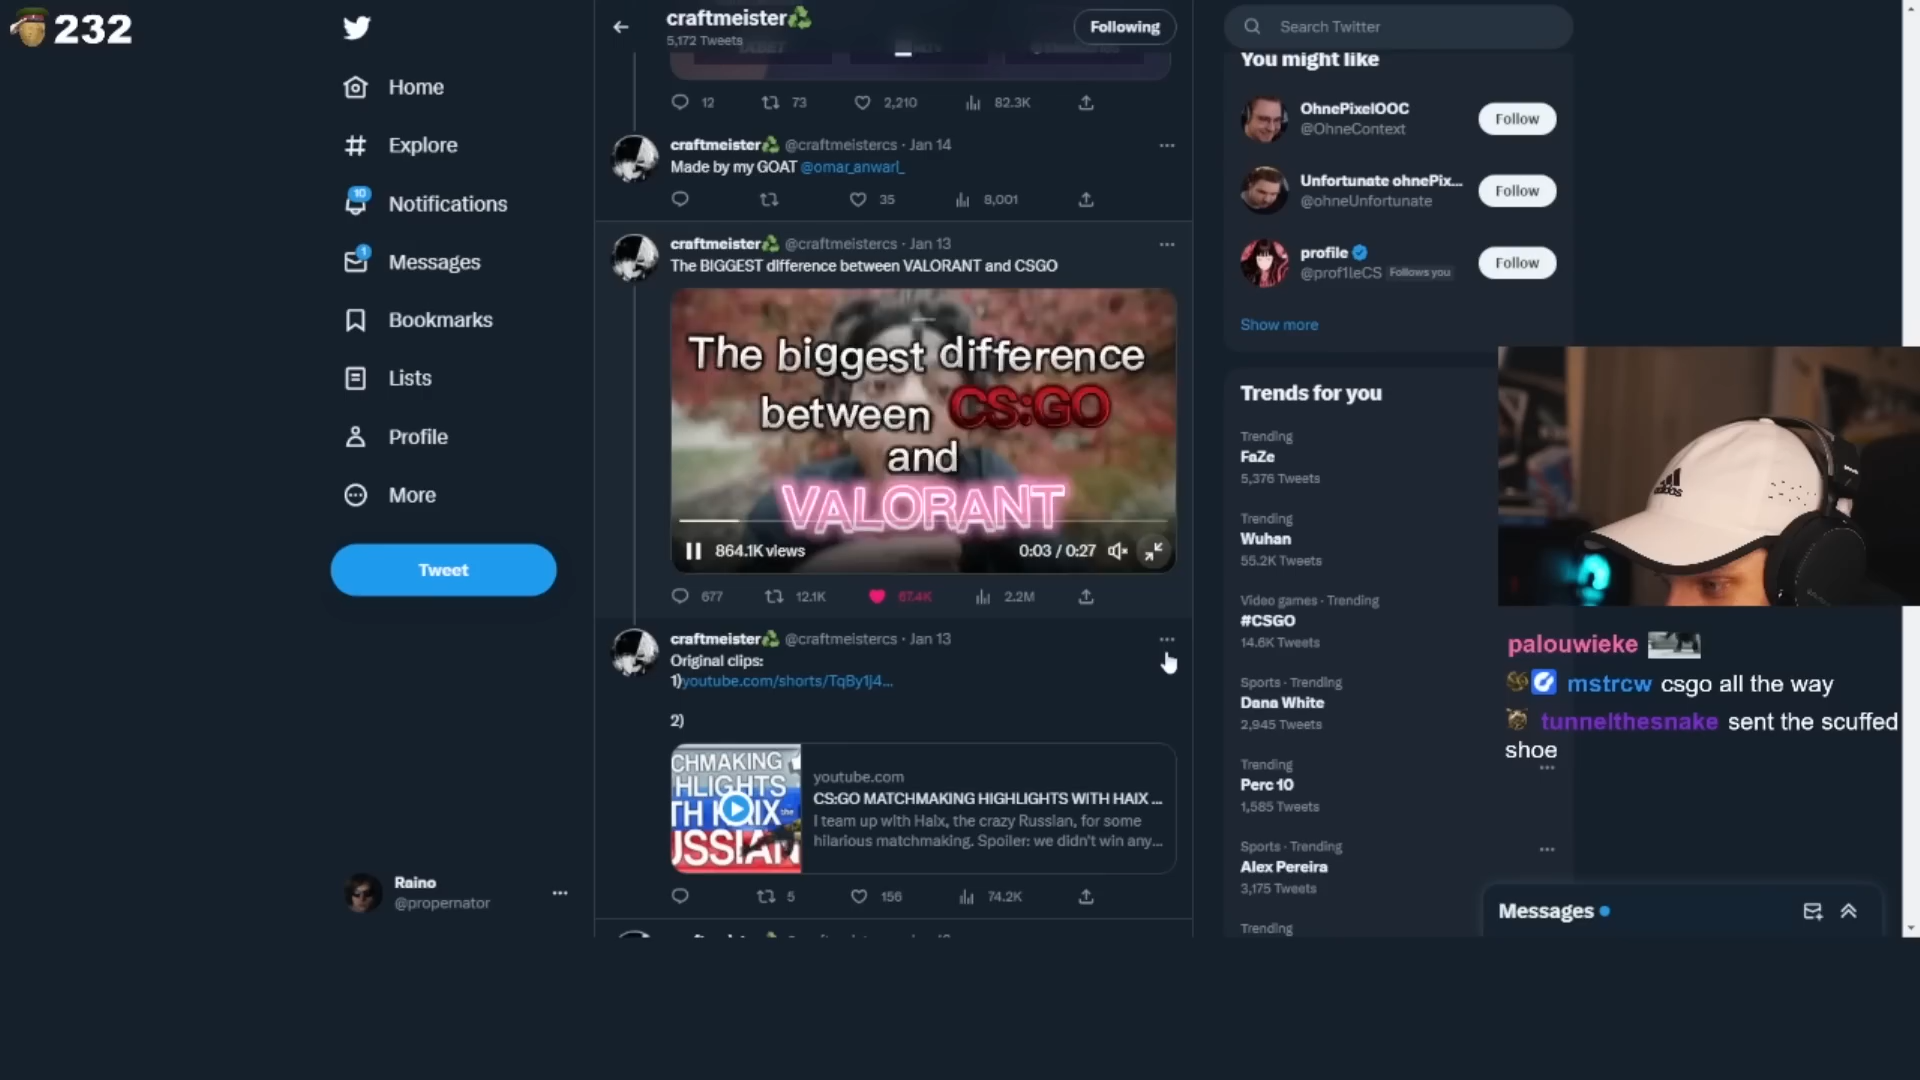 232
craftmeister
5,172 Tweets
Following
Search Twitter
Home
Explore
10
Notifications
1
Messages
Bookmarks
Lists
Profile
More
Tweet
Raino
@propernator
12 73 2,210 82.3K
craftmeister @craftmeistercs · Jan 14
Made by my GOAT @omar_anwarl_
35 8,001
craftmeister @craftmeistercs · Jan 13
The BIGGEST difference between VALORANT and CSGO
The biggest difference
between CS:GO
and
VALORANT
864.1K views 0:03 / 0:27
677 12.1K 67.4K 2.2M
craftmeister @craftmeistercs · Jan 13
Original clips:
1)youtube.com/shorts/TqBy1j4...
2)
CHMAKING
HLIGHTS
TH HAIX the
USSIAN
youtube.com
CS:GO MATCHMAKING HIGHLIGHTS WITH HAIX ...
I team up with Haix, the crazy Russian, for some
hilarious matchmaking. Spoiler: we didn't win any...
5 156 74.2K
You might like
OhnePixelOOC
@OhneContext
Follow
Unfortunate ohnePix...
@ohneUnfortunate
Follow
profile
@prof1leCS Follows you
Follow
Show more
Trends for you
Trending
FaZe
5,376 Tweets
Trending
Wuhan
55.2K Tweets
Video games · Trending
#CSGO
14.6K Tweets
Sports · Trending
Dana White
2,945 Tweets
Trending
Perc 10
1,585 Tweets
Sports · Trending
Alex Pereira
3,175 Tweets
Trending
adidas
palouwieke
mstrcw csgo all the way
tunnelthesnake sent the scuffed
shoe
Messages